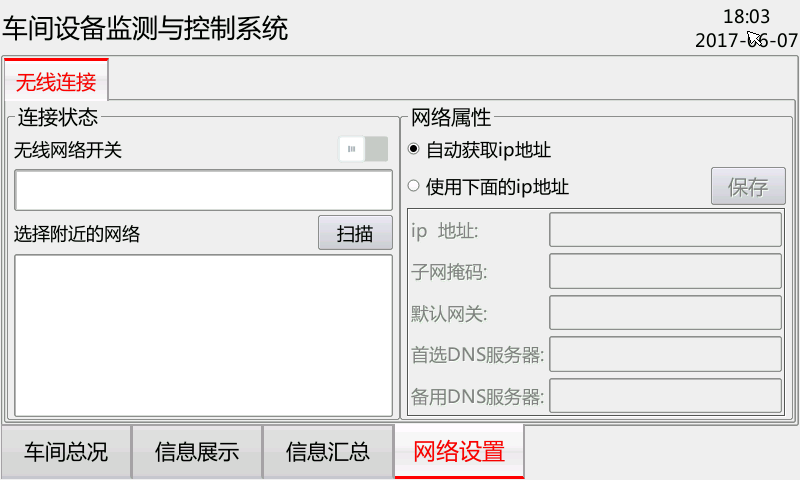 车间设备监测与控制系统
18:03
2017-06-07
无线连接
连接状态
无线网络开关
选择附近的网络
扫描
网络属性
自动获取ip地址
使用下面的ip地址
保存
ip 地址:
子网掩码:
默认网关:
首选DNS服务器:
备用DNS服务器:
车间总况
信息展示
信息汇总
网络设置